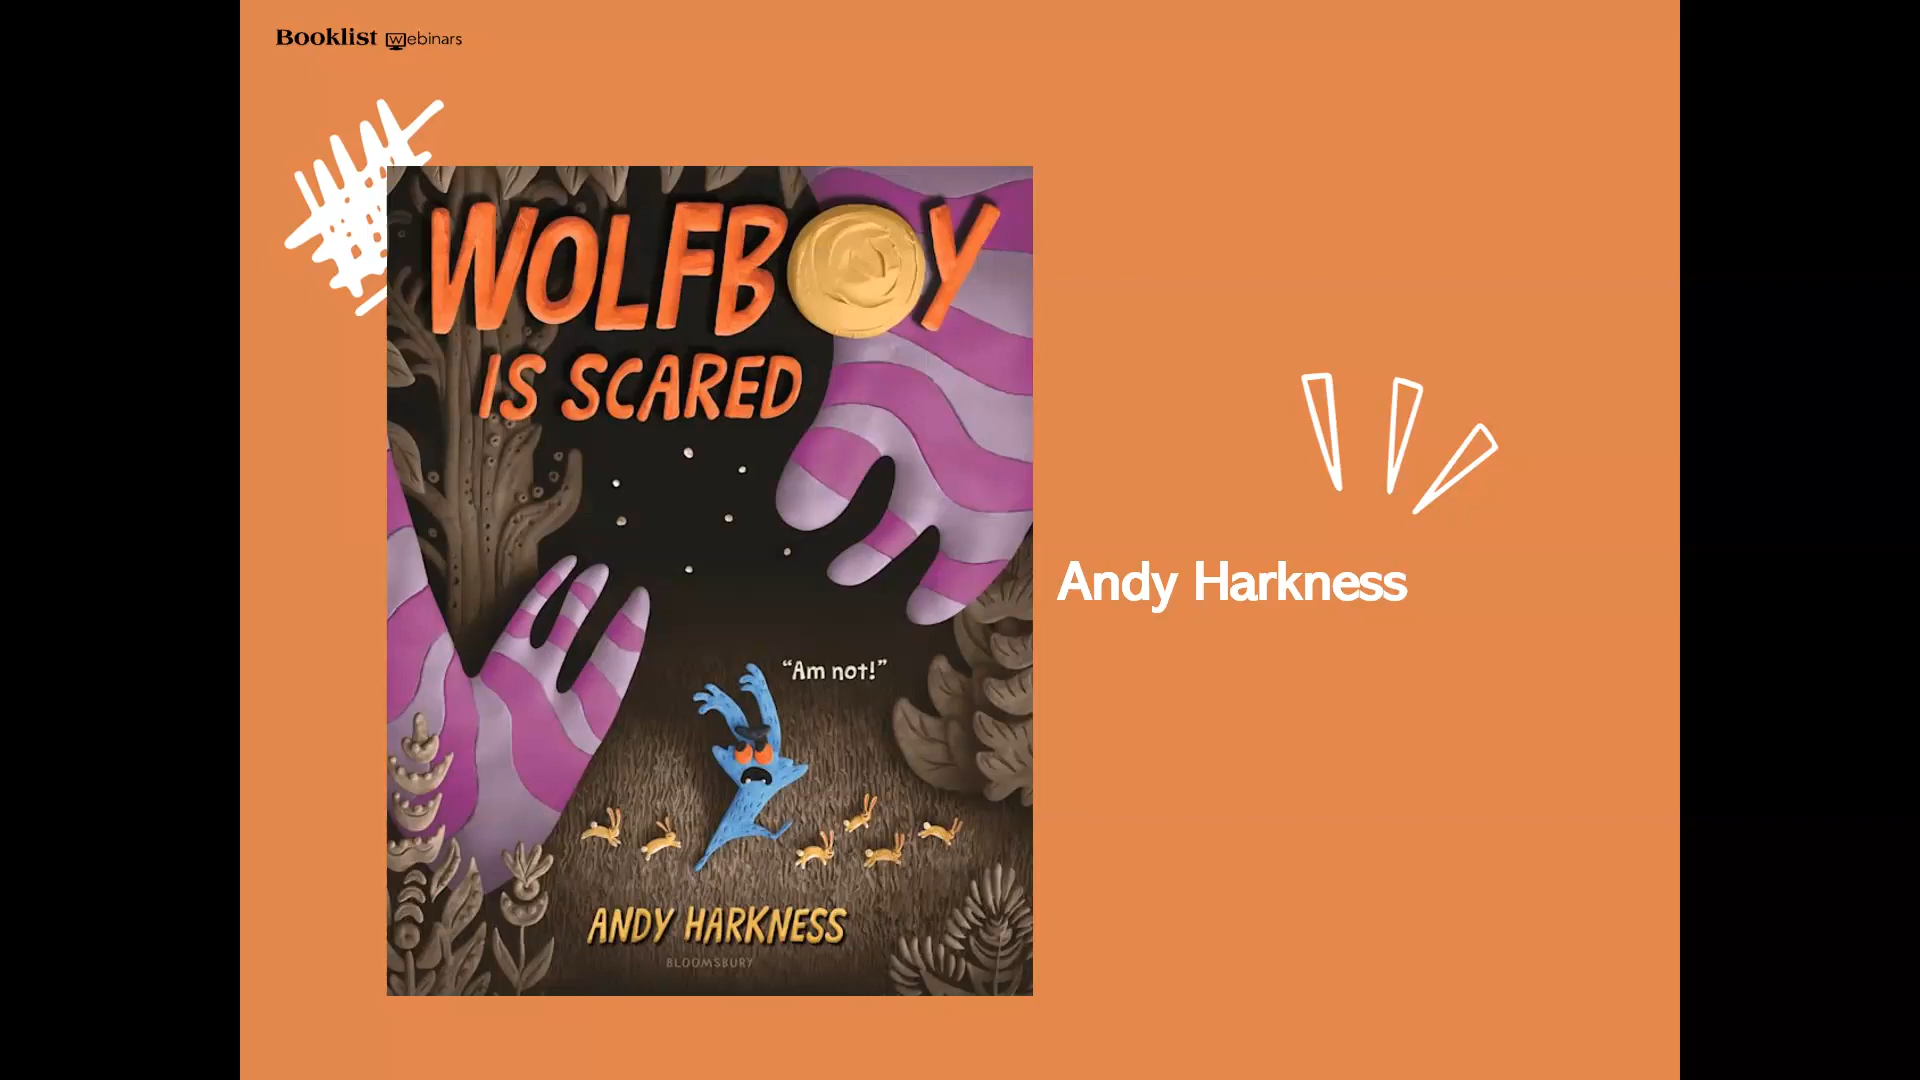 Booklist Webinars
WOLFBOY
IS SCARED
"Am not!"
ANDY HARKNESS
BLOOMSBURY
Andy Harkness